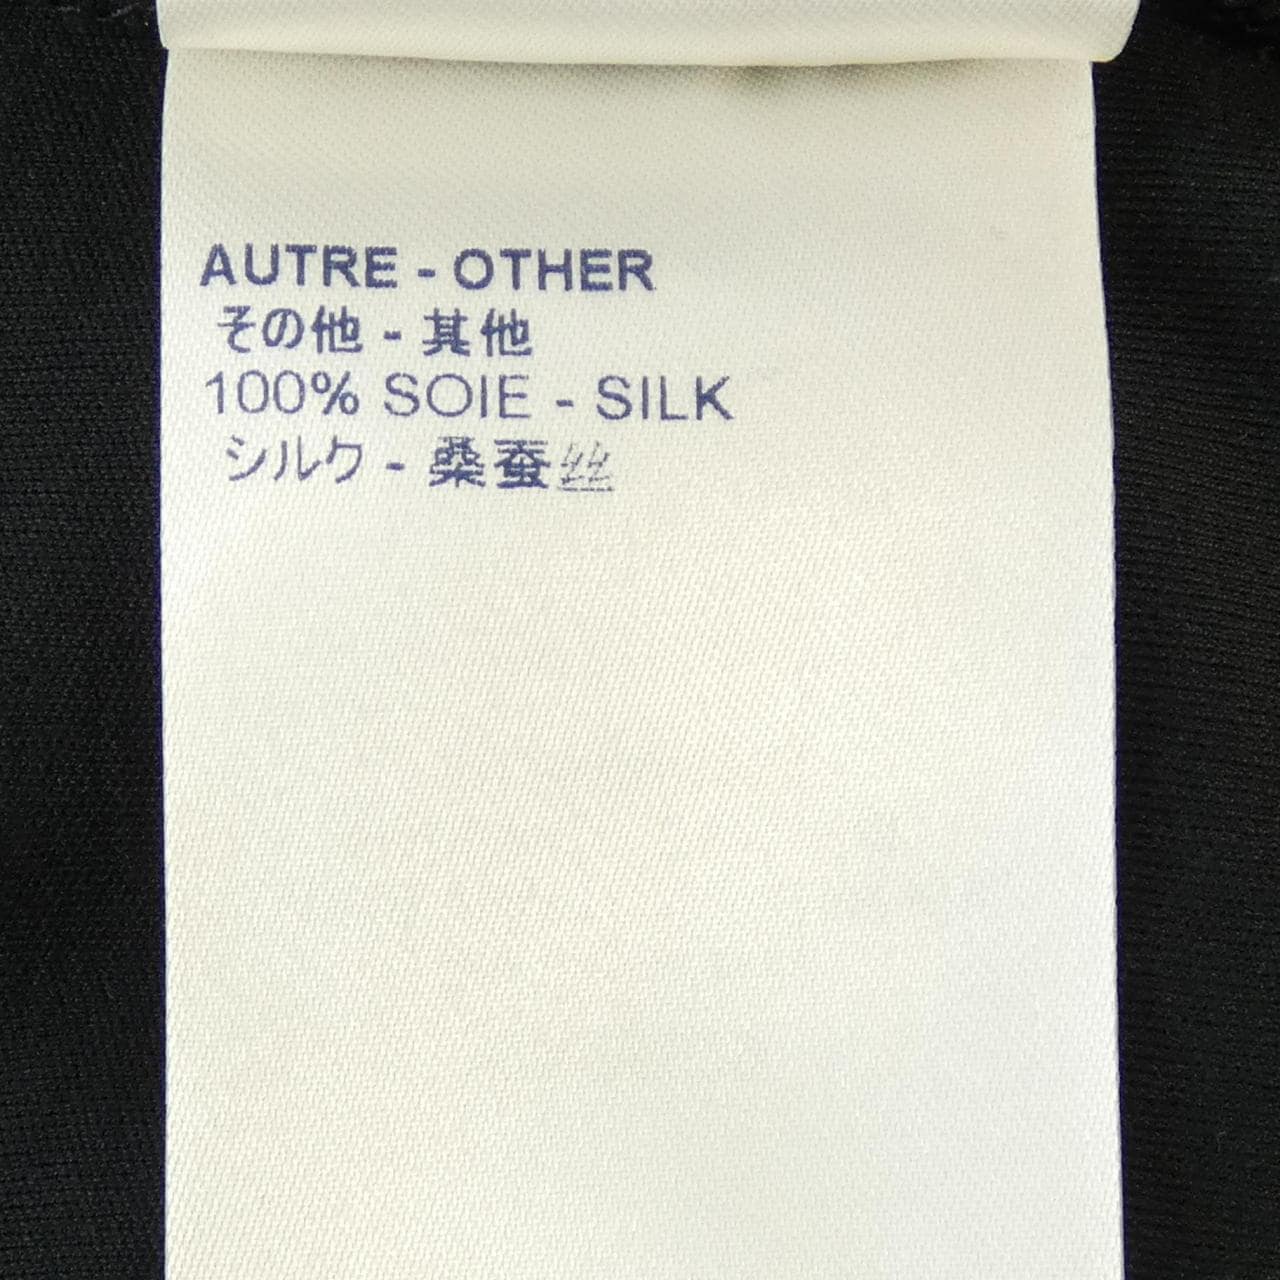 AUTRE - OTHER
その他 - 其他
100% SOIE - SILK
シルク - 桑蚕丝